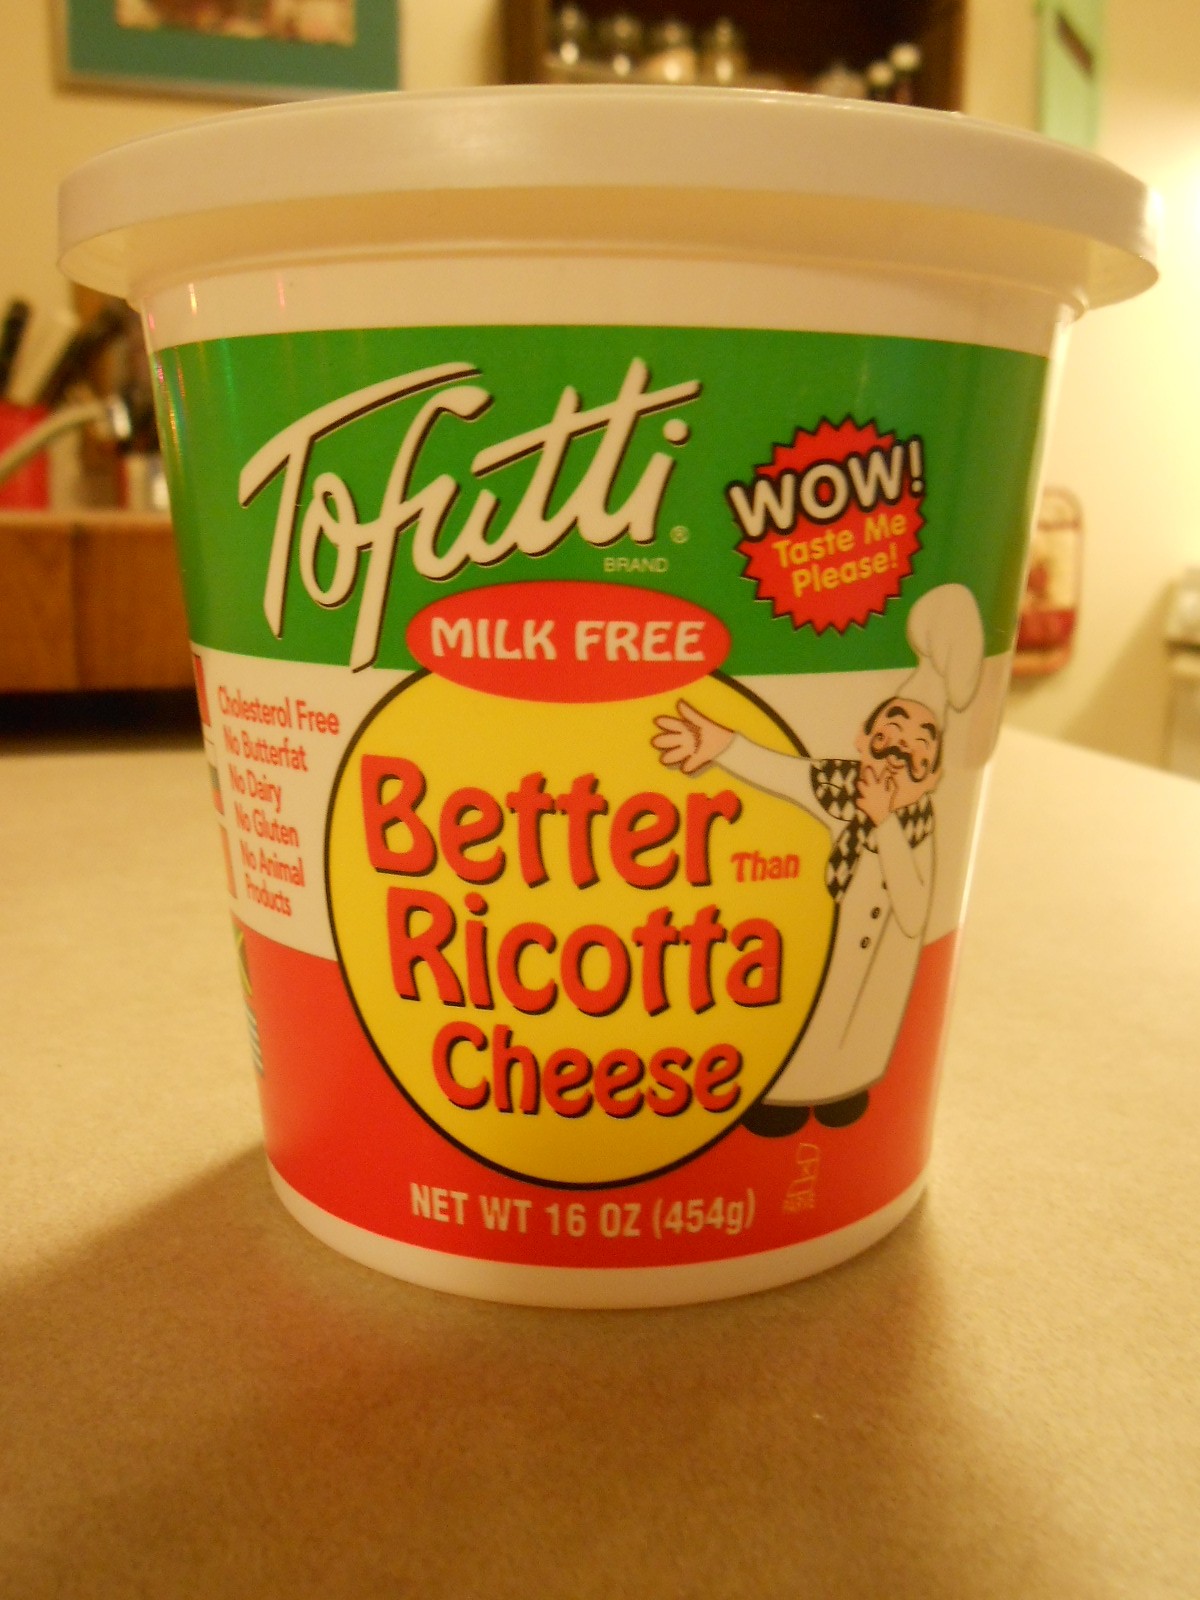 Tofutti®
BRAND
WOW!
Taste Me
Please!
MILK FREE
Cholesterol Free
No Butterfat
No Dairy
No Gluten
No Animal
Products
Better Than
Ricotta
Cheese
NET WT 16 OZ (454g)
PARVE